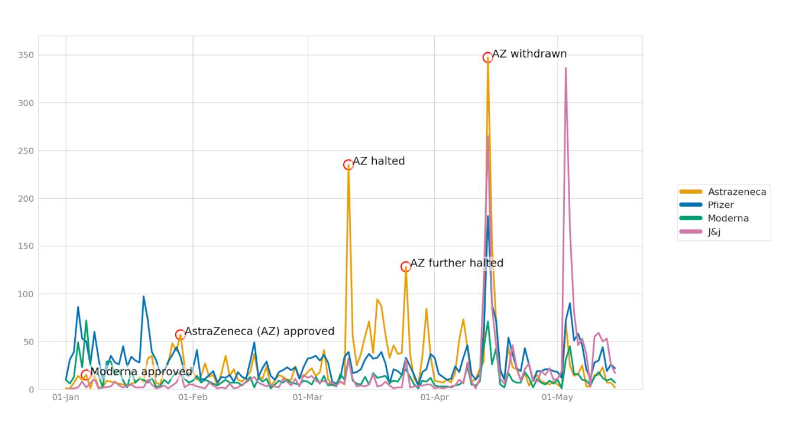 350
300
250
200
150
100
50
0
AZ withdrawn
AZ halted
AZ further halted
AstraZeneca (AZ) approved
Moderna approved
01-Jan
01-Feb
01-Mar
01-Apr
01-May
Astrazeneca
Pfizer
Moderna
J&j